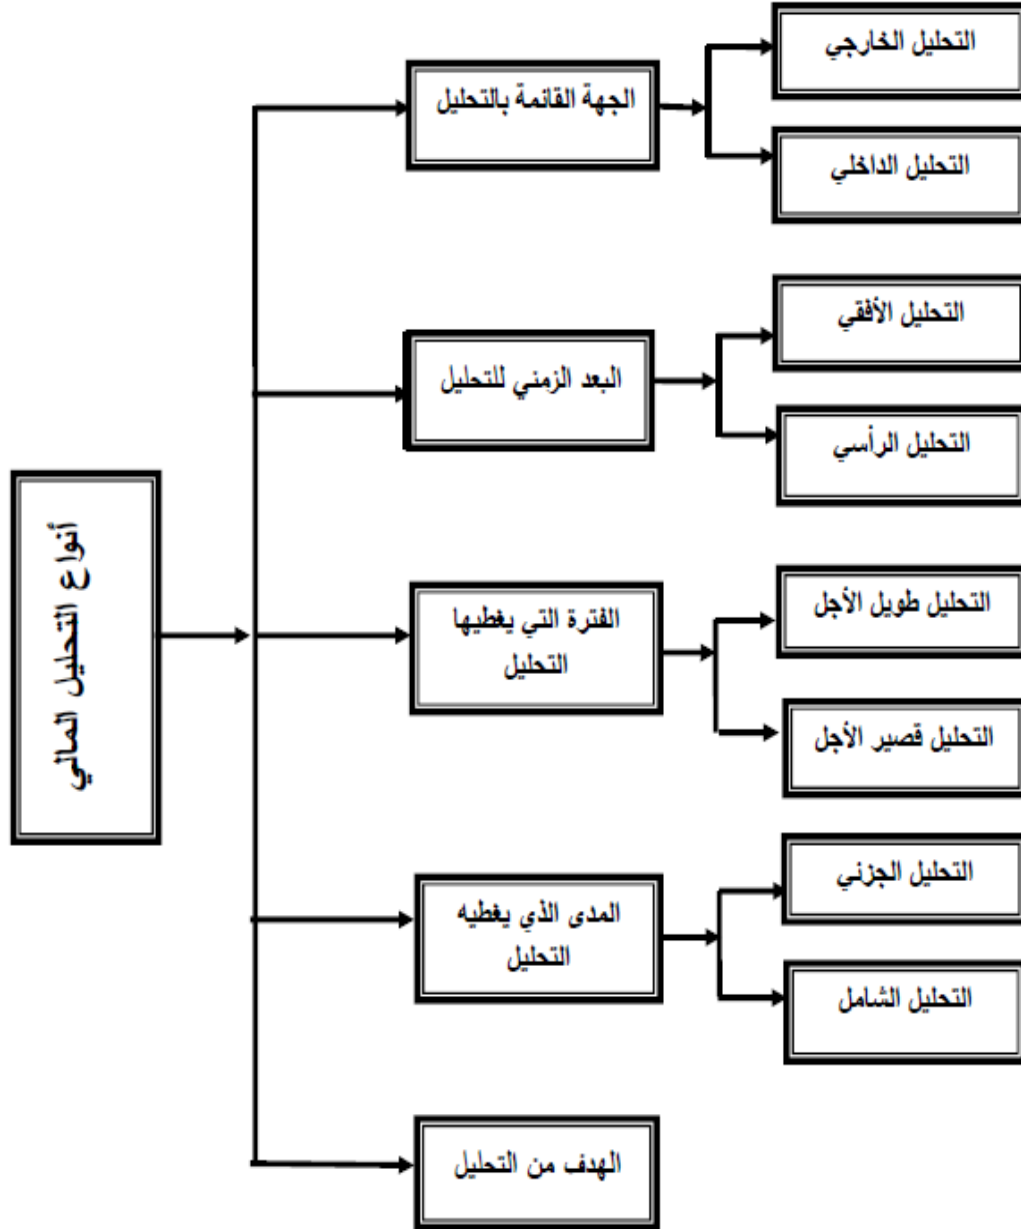 أنواع التحليل المالي
الجهة القائمة بالتحليل
التحليل الخارجي
التحليل الداخلي
البعد الزمني للتحليل
التحليل الأفقي
التحليل الرأسي
الفترة التي يغطيها
التحليل
التحليل طويل الأجل
التحليل قصير الأجل
المدى الذي يغطيه
التحليل
التحليل الجزئي
التحليل الشامل
الهدف من التحليل